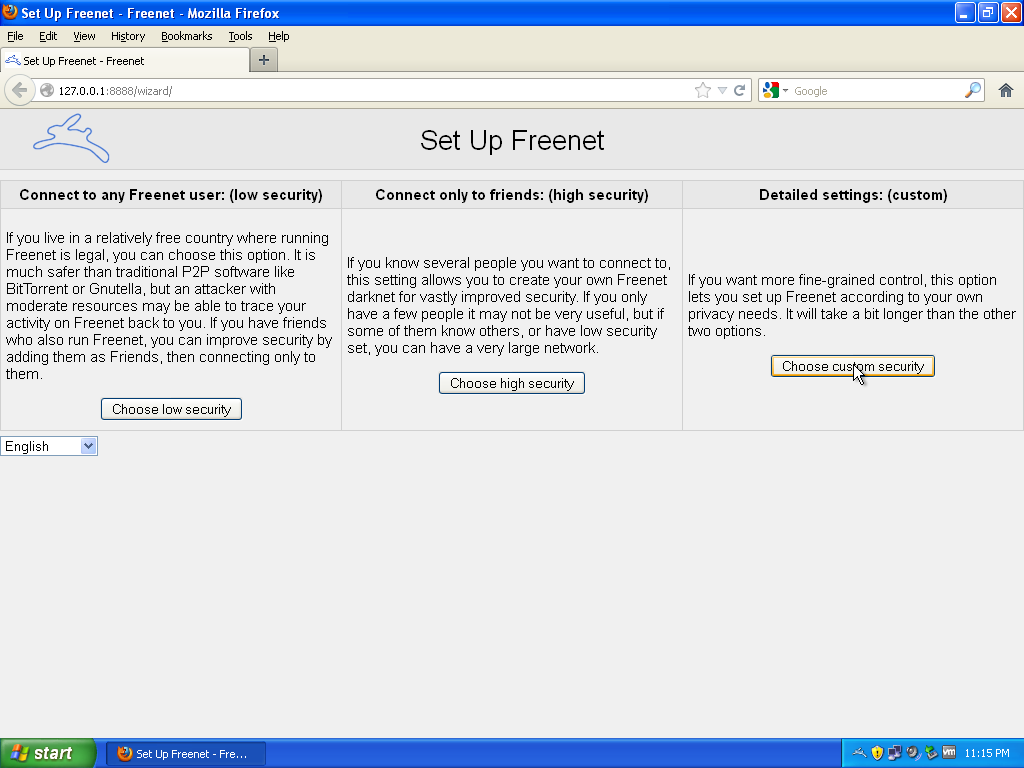 Set Up Freenet - Freenet - Mozilla Firefox
File Edit View History Bookmarks Tools Help
Set Up Freenet - Freenet
127.0.0.1:8888/wizard/
Google
Set Up Freenet
Connect to any Freenet user: (low security)
If you live in a relatively free country where running
Freenet is legal, you can choose this option. It is
much safer than traditional P2P software like
BitTorrent or Gnutella, but an attacker with
moderate resources may be able to trace your
activity on Freenet back to you. If you have friends
who also run Freenet, you can improve security by
adding them as Friends, then connecting only to
them.
Choose low security
Connect only to friends: (high security)
If you know several people you want to connect to,
this setting allows you to create your own Freenet
darknet for vastly improved security. If you only
have a few people it may not be very useful, but if
some of them know others, or have low security
set, you can have a very large network.
Choose high security
Detailed settings: (custom)
If you want more fine-grained control, this option
lets you set up Freenet according to your own
privacy needs. It will take a bit longer than the other
two options.
Choose custom security
English
start
Set Up Freenet - Fre...
vm
11:15 PM